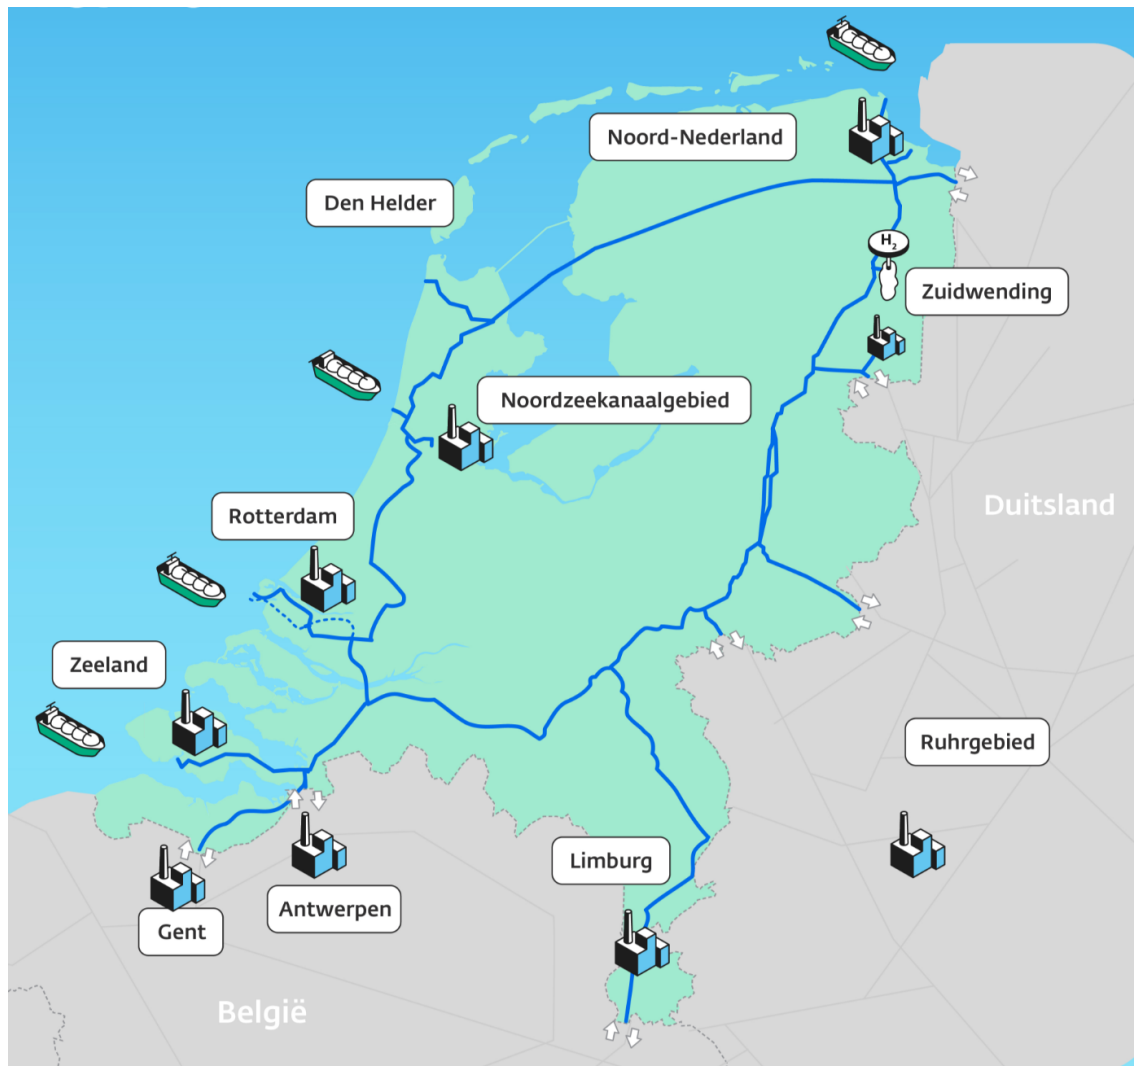 Noord-Nederland
Den Helder
H₂
Zuidwending
Noordzeekanaalgebied
Duitsland
Rotterdam
Zeeland
Ruhrgebied
Limburg
Antwerpen
Gent
België